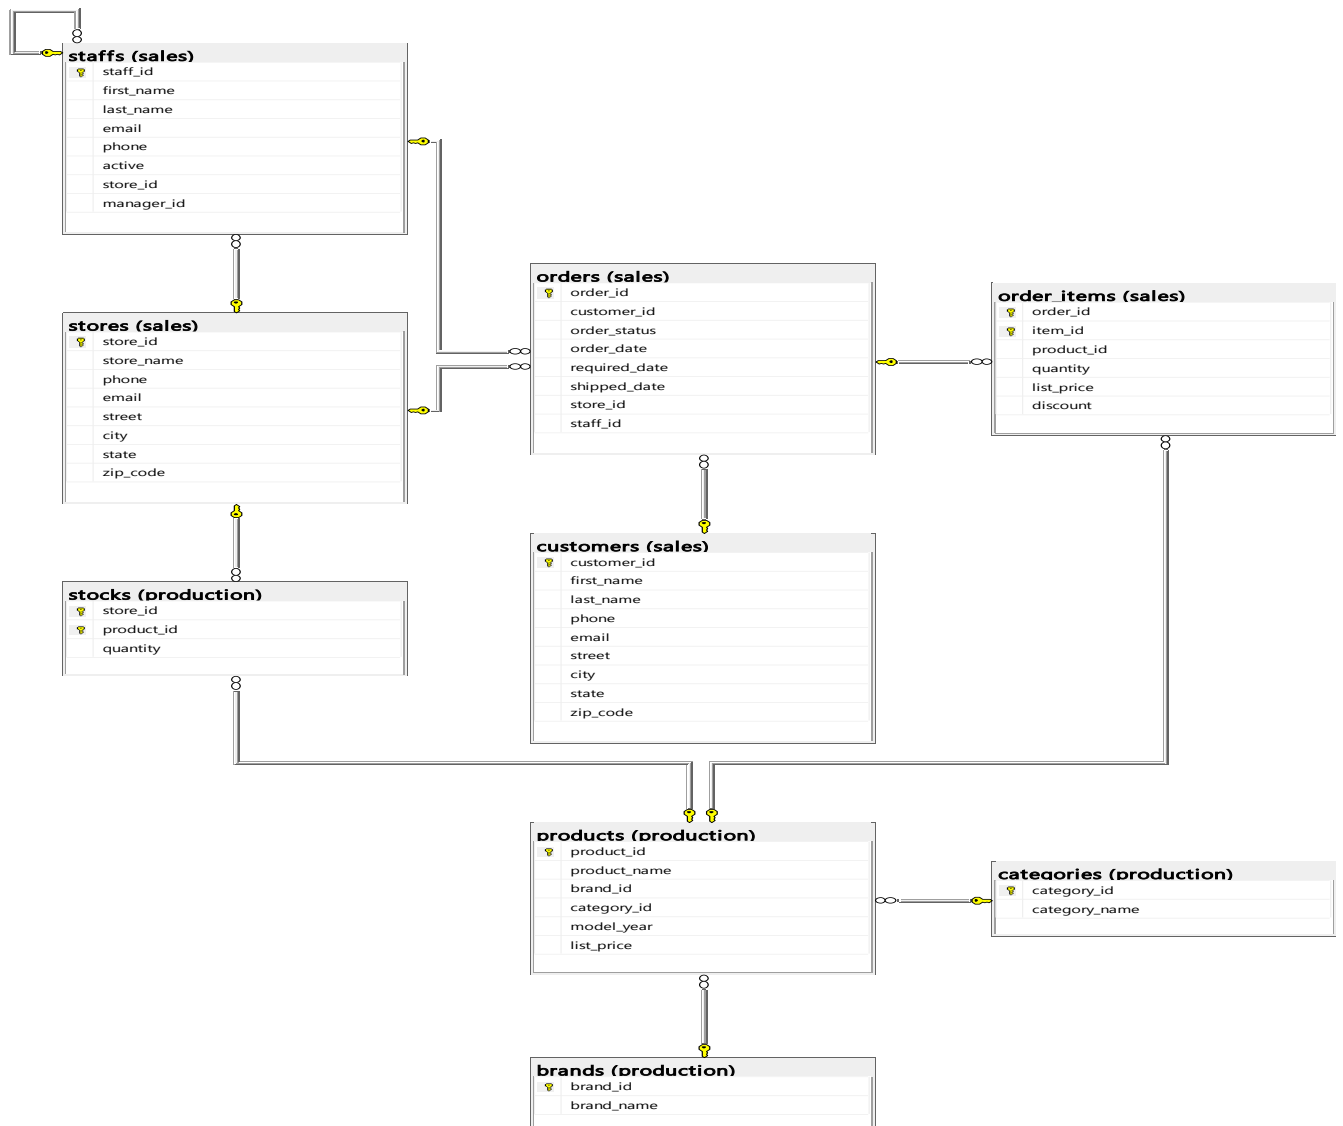 staffs (sales)
staff_id
first_name
last_name
email
phone
active
store_id
manager_id
stores (sales)
store_id
store_name
phone
email
street
city
state
zip_code
stocks (production)
store_id
product_id
quantity
orders (sales)
order_id
customer_id
order_status
order_date
required_date
shipped_date
store_id
staff_id
order_items (sales)
order_id
item_id
product_id
quantity
list_price
discount
customers (sales)
customer_id
first_name
last_name
phone
email
street
city
state
zip_code
products (production)
product_id
product_name
brand_id
category_id
model_year
list_price
categories (production)
category_id
category_name
brands (production)
brand_id
brand_name